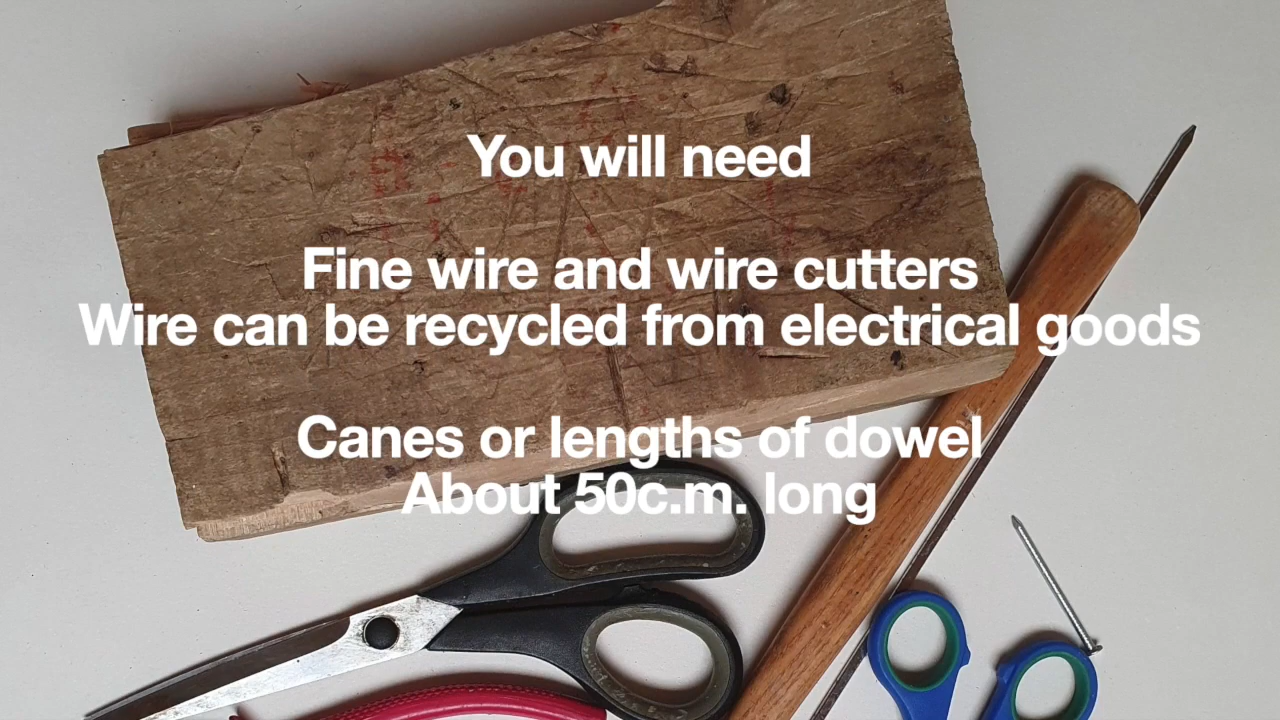 You will need
Fine wire and wire cutters
Wire can be recycled from electrical goods
Canes or lengths of dowel
About 50c.m. long